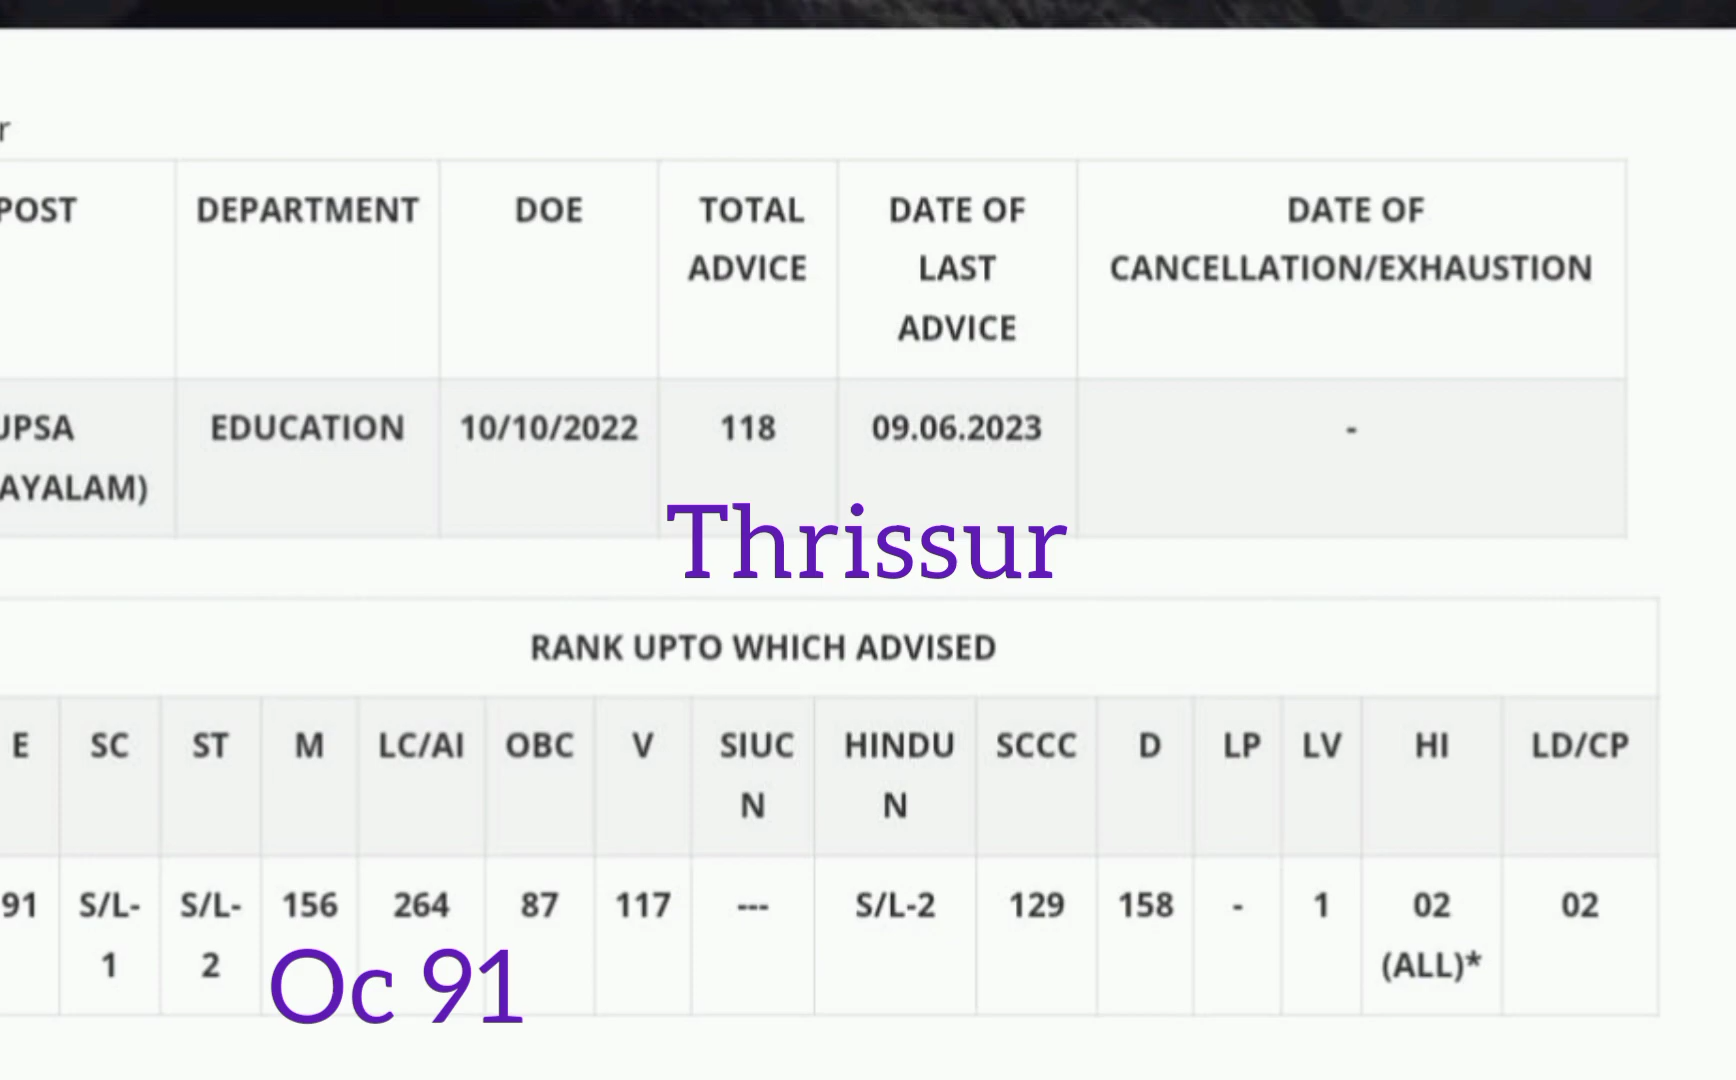 r
POST DEPARTMENT DOE TOTAL ADVICE DATE OF LAST ADVICE DATE OF CANCELLATION/EXHAUSTION
UPSA AYALAM) EDUCATION 10/10/2022 118 09.06.2023 -
Thrissur
RANK UPTO WHICH ADVISED
E SC ST M LC/AI OBC V SIUC N HINDU N SCCC D LP LV HI LD/CP
91 S/L-1 S/L-2 156 264 87 117 --- S/L-2 129 158 - 1 02 (ALL)* 02
Oc 91